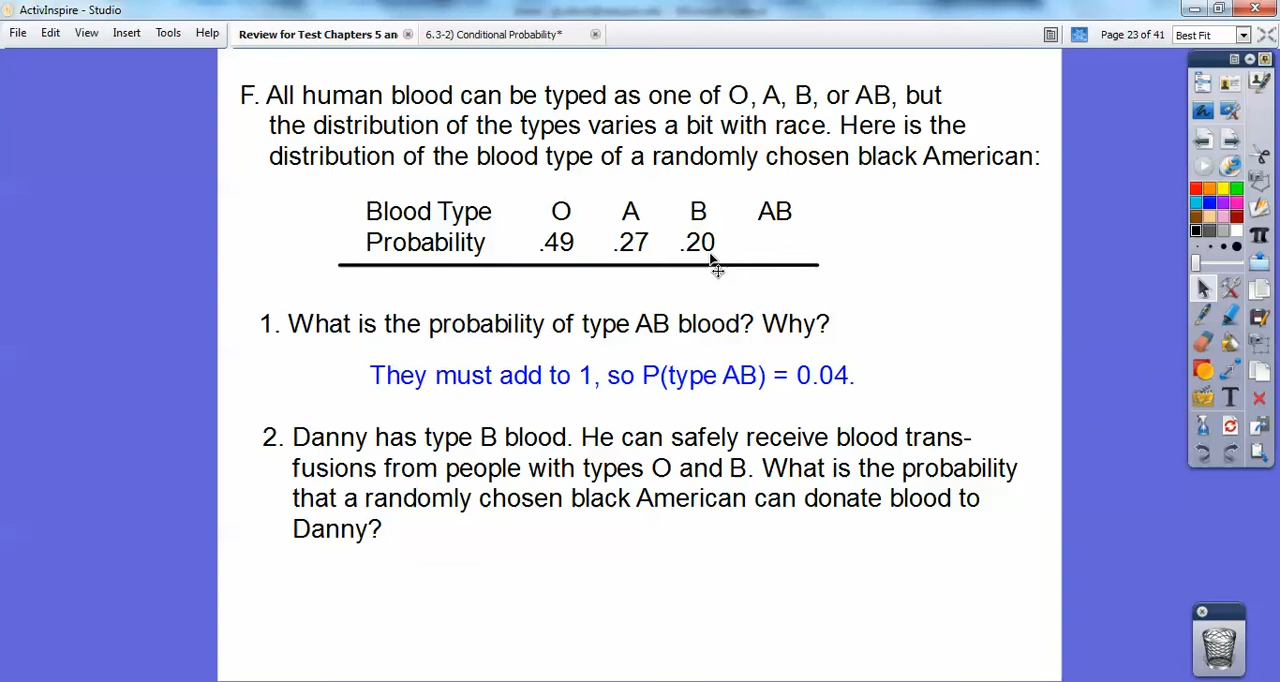 ActivInspire - Studio
File Edit View Insert Tools Help
Review for Test Chapters 5 an
6.3-2) Conditional Probability*
Page 23 of 41
Best Fit
F. All human blood can be typed as one of O, A, B, or AB, but
the distribution of the types varies a bit with race. Here is the
distribution of the blood type of a randomly chosen black American:
Blood Type O A B AB
Probability .49 .27 .20
1. What is the probability of type AB blood? Why?
They must add to 1, so P(type AB) = 0.04.
2. Danny has type B blood. He can safely receive blood trans-
fusions from people with types O and B. What is the probability
that a randomly chosen black American can donate blood to
Danny?